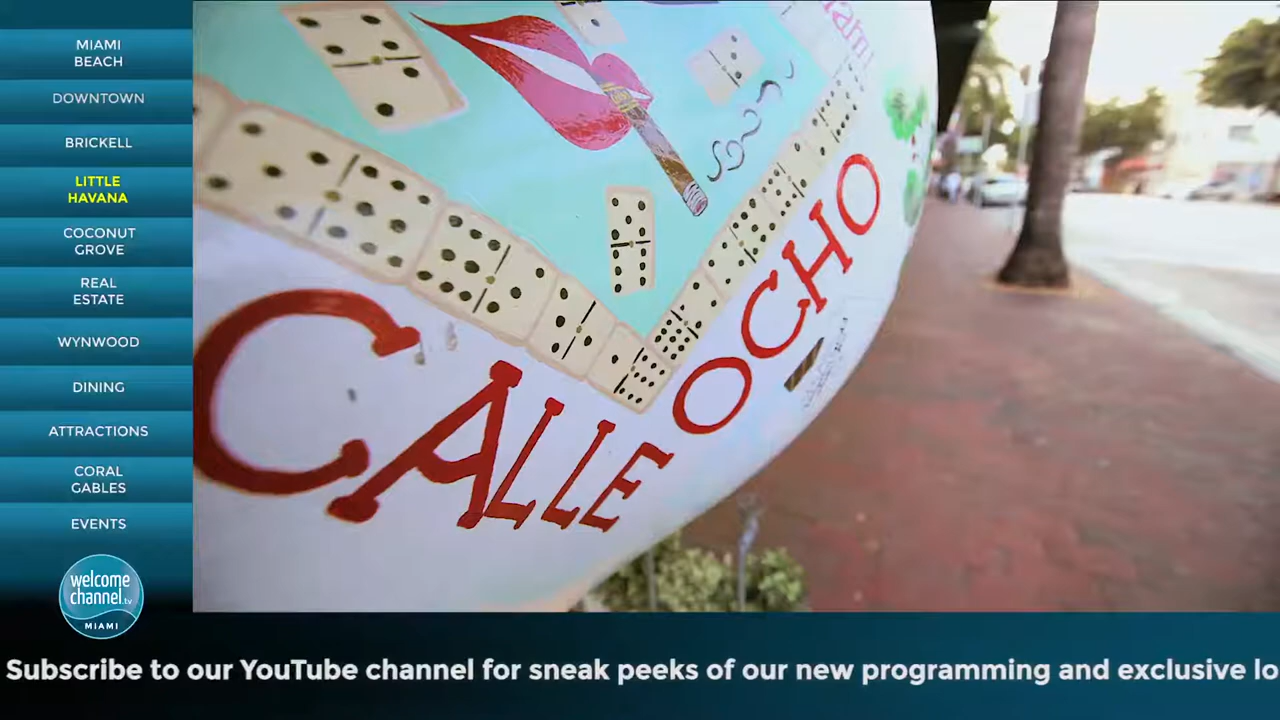 MIAMI
BEACH
DOWNTOWN
BRICKELL
LITTLE
HAVANA
COCONUT
GROVE
REAL
ESTATE
WYNWOOD
DINING
ATTRACTIONS
CORAL
GABLES
EVENTS
welcome
channel.tv
MIAMI
CALLE OCHO
Subscribe to our YouTube channel for sneak peeks of our new programming and exclusive lo